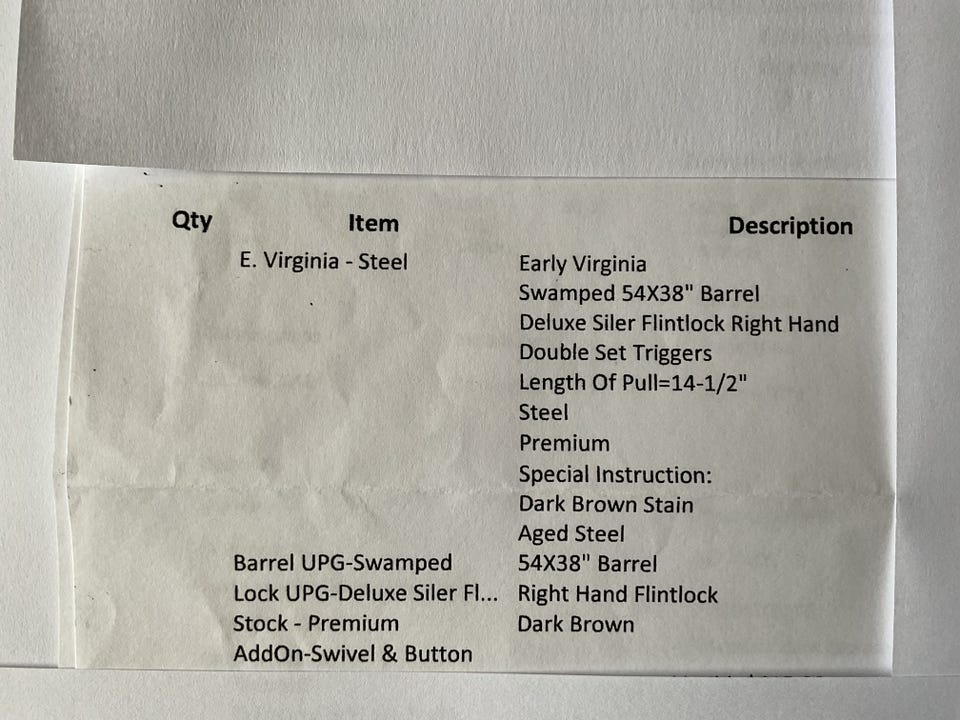 Qty Item Description
E. Virginia - Steel Early Virginia
Swamped 54X38" Barrel
Deluxe Siler Flintlock Right Hand
Double Set Triggers
Length Of Pull=14-1/2"
Steel
Premium
Special Instruction:
Dark Brown Stain
Aged Steel
Barrel UPG-Swamped 54X38" Barrel
Lock UPG-Deluxe Siler Fl... Right Hand Flintlock
Stock - Premium Dark Brown
AddOn-Swivel & Button